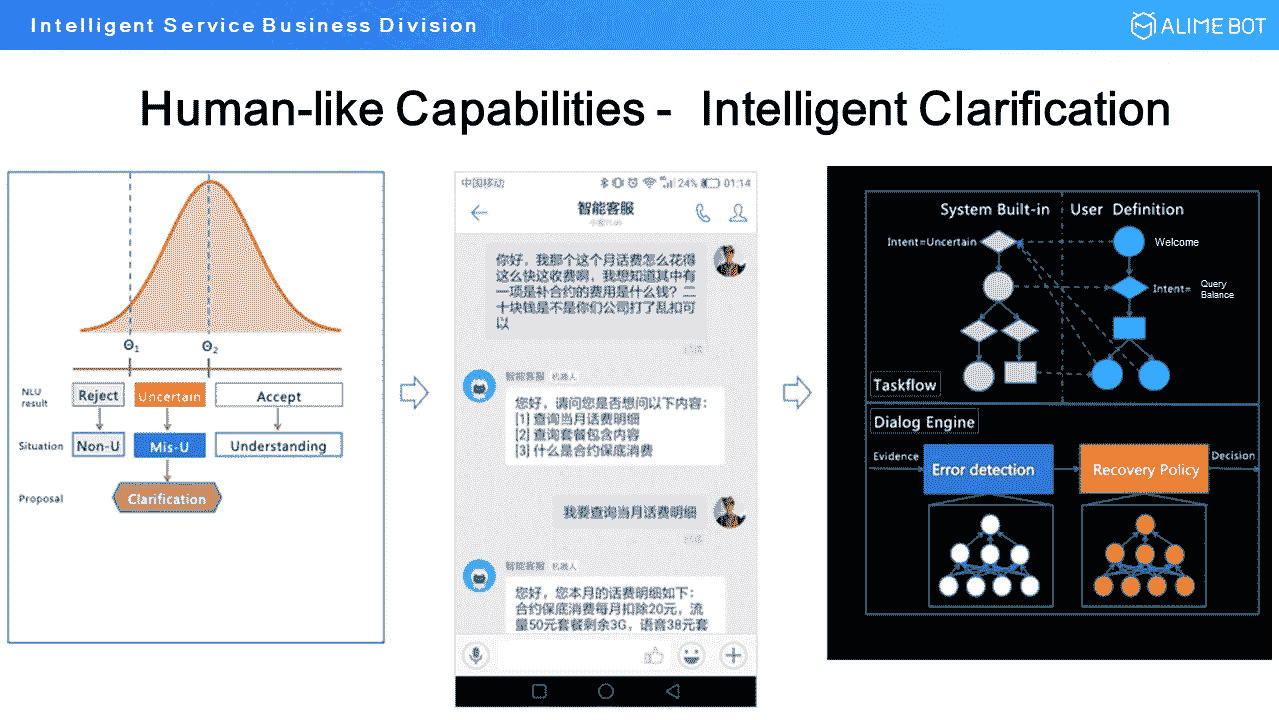 Intelligent Service Business Division
ALIME BOT
Human-like Capabilities - Intelligent Clarification
Θ1
Θ2
NLU
result
Reject
Uncertain
Accept
Situation
Non-U
Mis-U
Understanding
Proposal
Clarification
中国移动
24%
01:14
智能客服
你好，我那个这个月话费怎么花得
这么快这收费啊，我想知道其中有
一项是补合约的费用是什么钱？二
十块钱是不是你们公司打了乱扣可
以
已读
智能客服 机器人
您好，请问您是否想问以下内容：
[1] 查询当月话费明细
[2] 查询套餐包含内容
[3] 什么是合约保底消费
我要查询当月话费明细
已读
智能客服 机器人
您好，您本月的话费明细如下：
合约保底消费每月扣除20元，流
量50元套餐剩余3G，语音38元套
System Built-in
User Definition
Intent=Uncertain
Welcome
Intent=
Query
Balance
Taskflow
Dialog Engine
Evidence
Error detection
Recovery Policy
Decision